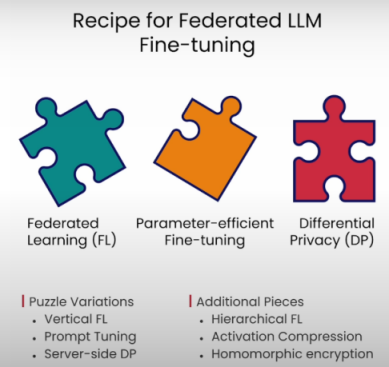 Recipe for Federated LLM
Fine-tuning
Federated
Learning (FL)
Parameter-efficient
Fine-tuning
Differential
Privacy (DP)
Puzzle Variations
• Vertical FL
• Prompt Tuning
• Server-side DP
Additional Pieces
• Hierarchical FL
• Activation Compression
• Homomorphic encryption